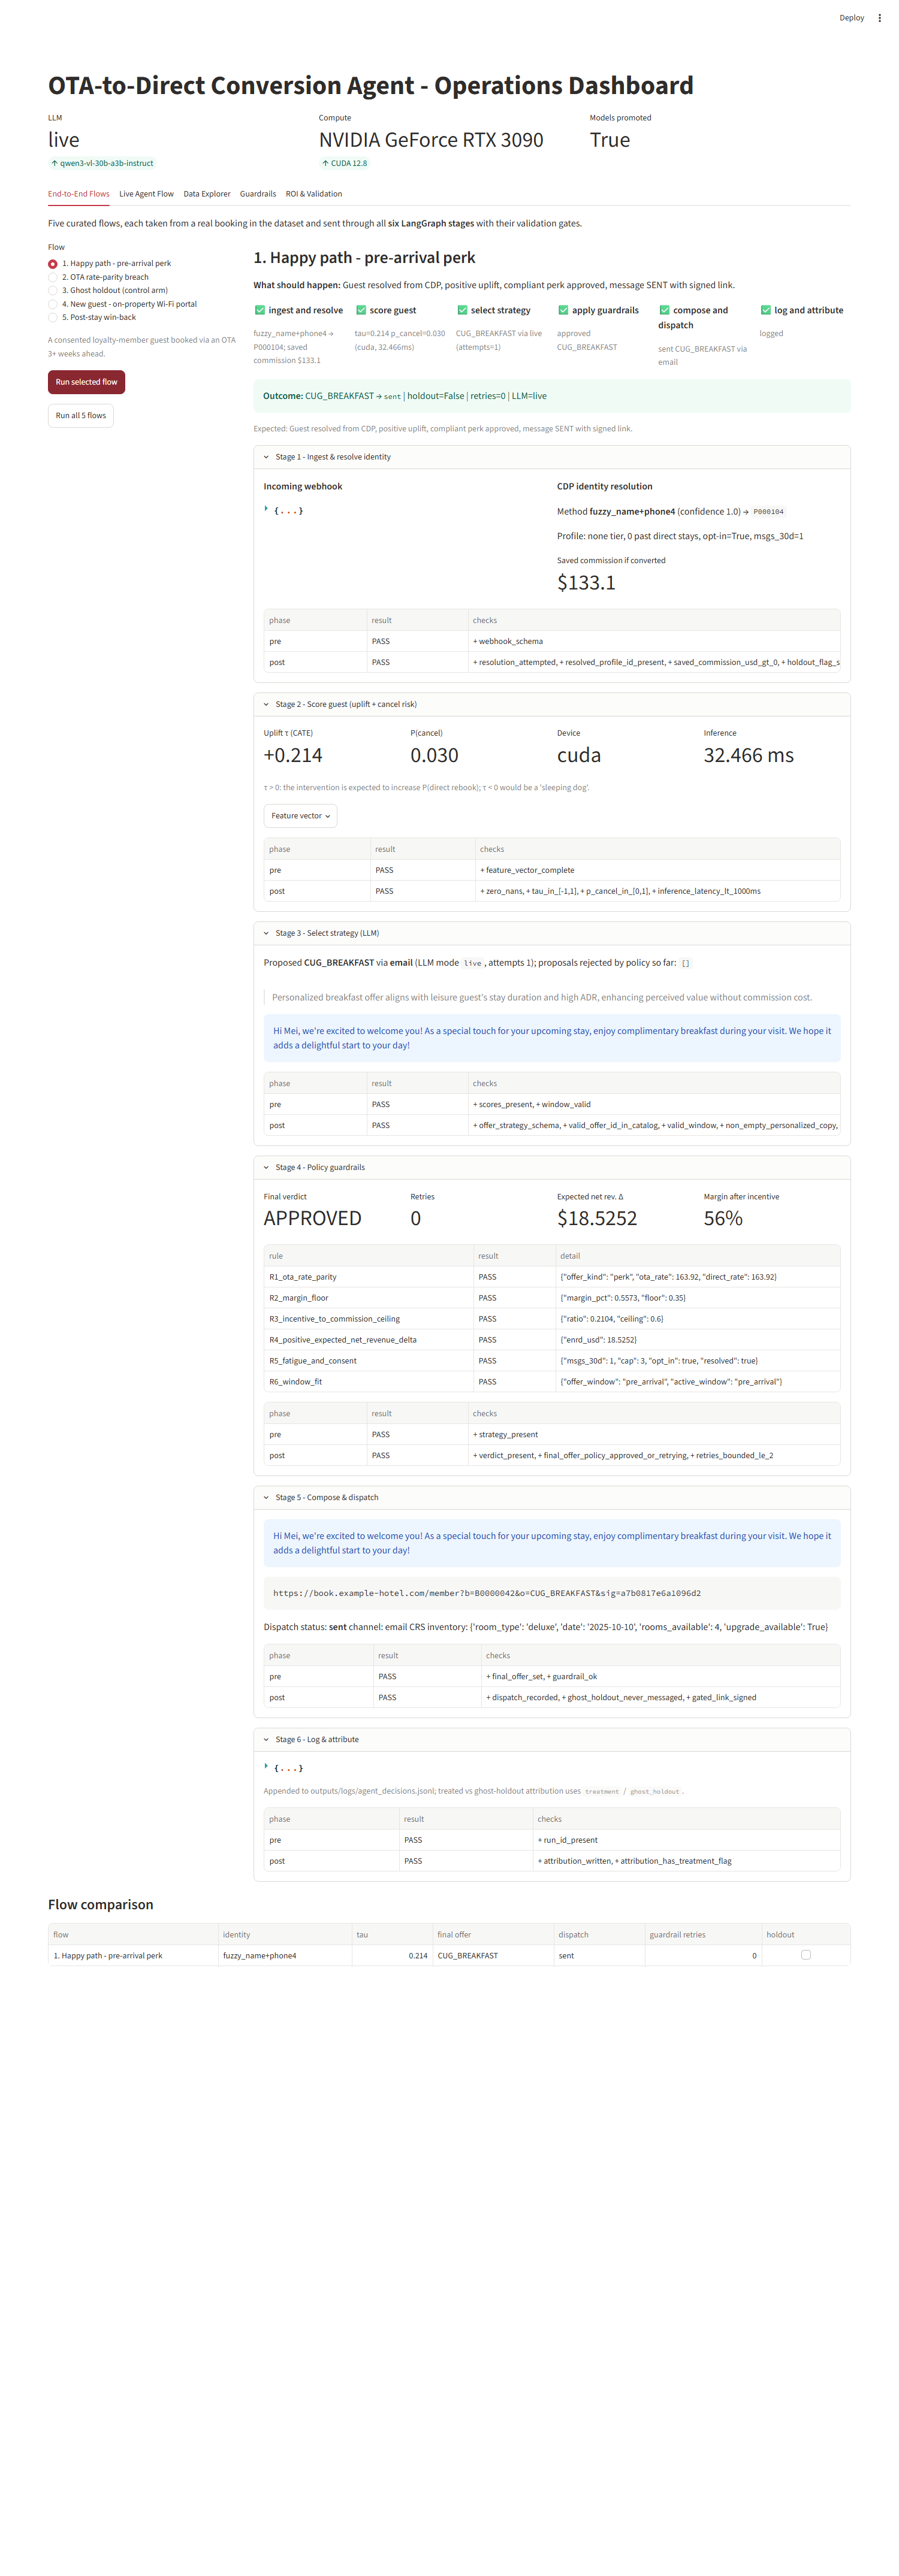 Deploy
OTA-to-Direct Conversion Agent - Operations Dashboard
LLM
live
↑ qwen3-vl-30b-a3b-instruct
Compute
NVIDIA GeForce RTX 3090
↑ CUDA 12.8
Models promoted
True
End-to-End Flows
Live Agent Flow
Data Explorer
Guardrails
ROI & Validation
Five curated flows, each taken from a real booking in the dataset and sent through all six LangGraph stages with their validation gates.
Flow
1. Happy path - pre-arrival perk
2. OTA rate-parity breach
3. Ghost holdout (control arm)
4. New guest - on-property Wi-Fi portal
5. Post-stay win-back
A consented loyalty-member guest booked via an OTA
3+ weeks ahead.
Run selected flow
Run all 5 flows
1. Happy path - pre-arrival perk
What should happen: Guest resolved from CDP, positive uplift, compliant perk approved, message SENT with signed link.
✅ ingest and resolve
fuzzy_name+phone4 →
P000104; saved
commission $133.1
✅ score guest
tau=0.214 p_cancel=0.030
(cuda, 32.466ms)
✅ select strategy
CUG_BREAKFAST via live
(attempts=1)
✅ apply guardrails
approved
CUG_BREAKFAST
✅ compose and
dispatch
sent CUG_BREAKFAST via
email
✅ log and attribute
logged
Outcome: CUG_BREAKFAST → sent | holdout=False | retries=0 | LLM=live
Expected: Guest resolved from CDP, positive uplift, compliant perk approved, message SENT with signed link.
Stage 1 - Ingest & resolve identity
Incoming webhook
{...}
CDP identity resolution
Method fuzzy_name+phone4 (confidence 1.0) → P000104
Profile: none tier, 0 past direct stays, opt-in=True, msgs_30d=1
Saved commission if converted
$133.1
phase result checks
pre PASS + webhook_schema
post PASS + resolution_attempted, + resolved_profile_id_present, + saved_commission_usd_gt_0, + holdout_flag_s
Stage 2 - Score guest (uplift + cancel risk)
Uplift τ (CATE)
+0.214
P(cancel)
0.030
Device
cuda
Inference
32.466 ms
τ > 0: the intervention is expected to increase P(direct rebook); τ < 0 would be a 'sleeping dog'.
Feature vector
phase result checks
pre PASS + feature_vector_complete
post PASS + zero_nans, + tau_in_[-1,1], + p_cancel_in_[0,1], + inference_latency_lt_1000ms
Stage 3 - Select strategy (LLM)
Proposed CUG_BREAKFAST via email (LLM mode live , attempts 1); proposals rejected by policy so far: []
Personalized breakfast offer aligns with leisure guest's stay duration and high ADR, enhancing perceived value without commission cost.
Hi Mei, we're excited to welcome you! As a special touch for your upcoming stay, enjoy complimentary breakfast during your visit. We hope it
adds a delightful start to your day!
phase result checks
pre PASS + scores_present, + window_valid
post PASS + offer_strategy_schema, + valid_offer_id_in_catalog, + valid_window, + non_empty_personalized_copy,
Stage 4 - Policy guardrails
Final verdict
APPROVED
Retries
0
Expected net rev. Δ
$18.5252
Margin after incentive
56%
rule result detail
R1_ota_rate_parity PASS {"offer_kind": "perk", "ota_rate": 163.92, "direct_rate": 163.92}
R2_margin_floor PASS {"margin_pct": 0.5573, "floor": 0.35}
R3_incentive_to_commission_ceiling PASS {"ratio": 0.2104, "ceiling": 0.6}
R4_positive_expected_net_revenue_delta PASS {"enrd_usd": 18.5252}
R5_fatigue_and_consent PASS {"msgs_30d": 1, "cap": 3, "opt_in": true, "resolved": true}
R6_window_fit PASS {"offer_window": "pre_arrival", "active_window": "pre_arrival"}
phase result checks
pre PASS + strategy_present
post PASS + verdict_present, + final_offer_policy_approved_or_retrying, + retries_bounded_le_2
Stage 5 - Compose & dispatch
Hi Mei, we're excited to welcome you! As a special touch for your upcoming stay, enjoy complimentary breakfast during your visit. We hope it
adds a delightful start to your day!
https://book.example-hotel.com/member?b=B0000042&o=CUG_BREAKFAST&sig=a7b0817e6a1096d2
Dispatch status: sent channel: email CRS inventory: {'room_type': 'deluxe', 'date': '2025-10-10', 'rooms_available': 4, 'upgrade_available': True}
phase result checks
pre PASS + final_offer_set, + guardrail_ok
post PASS + dispatch_recorded, + ghost_holdout_never_messaged, + gated_link_signed
Stage 6 - Log & attribute
{...}
Appended to outputs/logs/agent_decisions.jsonl; treated vs ghost-holdout attribution uses treatment / ghost_holdout .
phase result checks
pre PASS + run_id_present
post PASS + attribution_written, + attribution_has_treatment_flag
Flow comparison
flow identity tau final offer dispatch guardrail retries holdout
1. Happy path - pre-arrival perk fuzzy_name+phone4 0.214 CUG_BREAKFAST sent 0